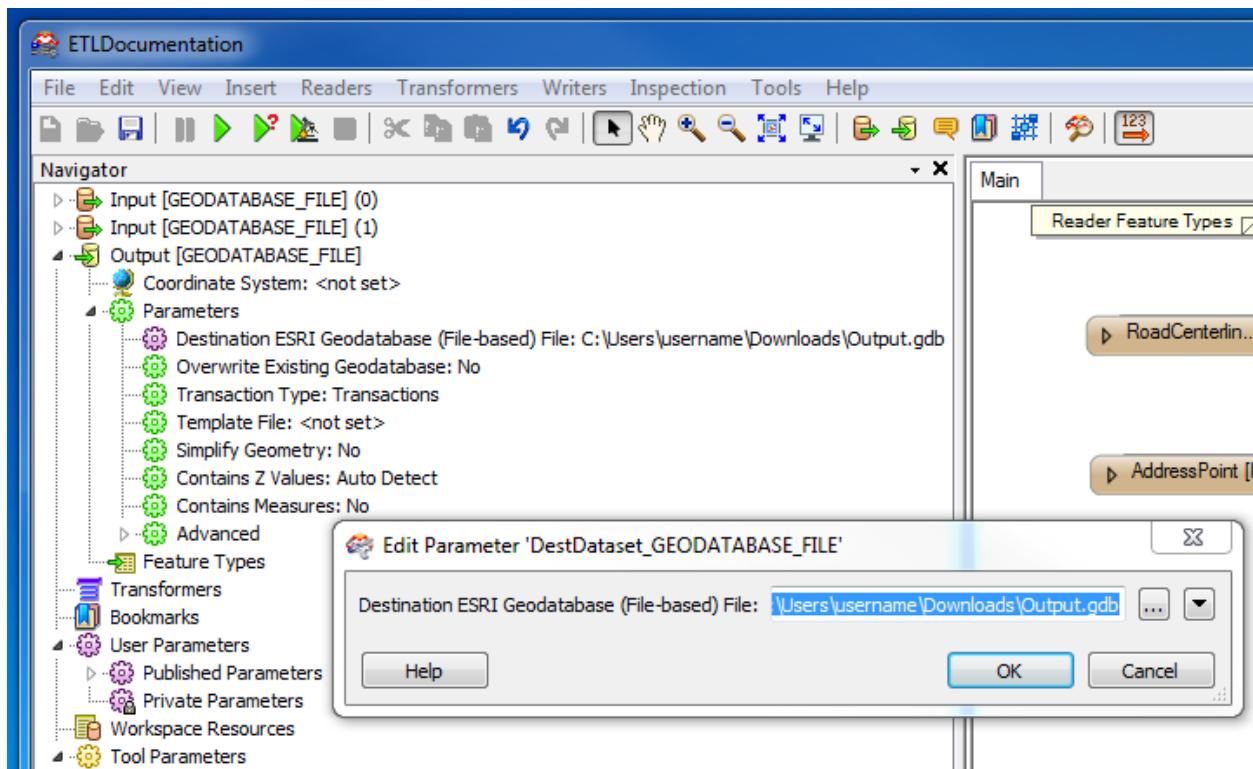 ETLDocumentation
File Edit View Insert Readers Transformers Writers Inspection Tools Help
123
Navigator
Main
Input [GEODATABASE_FILE] (0)
Reader Feature Types
Input [GEODATABASE_FILE] (1)
Output [GEODATABASE_FILE]
Coordinate System: <not set>
Parameters
Destination ESRI Geodatabase (File-based) File: C:\Users\username\Downloads\Output.gdb
RoadCenterlin...
Overwrite Existing Geodatabase: No
Transaction Type: Transactions
Template File: <not set>
Simplify Geometry: No
Contains Z Values: Auto Detect
AddressPoint [
Contains Measures: No
Advanced
Feature Types
Transformers
Bookmarks
User Parameters
Published Parameters
Private Parameters
Workspace Resources
Tool Parameters
Edit Parameter 'DestDataset_GEODATABASE_FILE'
Destination ESRI Geodatabase (File-based) File: :\Users\username\Downloads\Output.gdb ...
Help OK Cancel